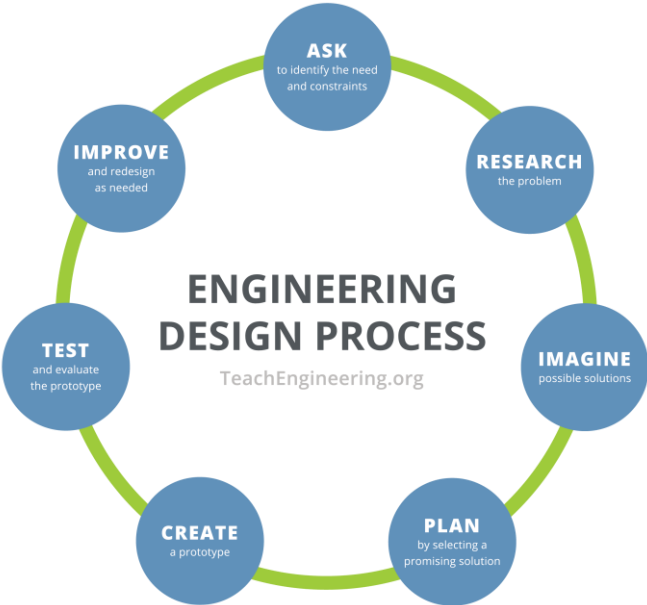 ASK
to identify the need
and constraints
RESEARCH
the problem
IMAGINE
possible solutions
PLAN
by selecting a
promising solution
CREATE
a prototype
TEST
and evaluate
the prototype
IMPROVE
and redesign
as needed
ENGINEERING
DESIGN PROCESS
TeachEngineering.org